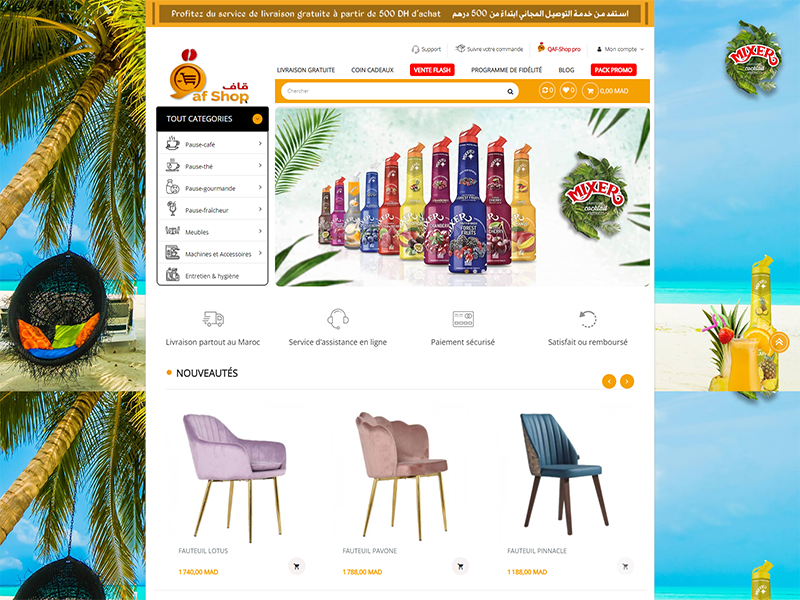 Profitez du service de livraison gratuite à partir de 500 DH d'achat
استفد من خدمة التوصيل المجاني ابتداءً من 500 درهم
Support
Suivre votre commande
QAF-Shop pro
Mon compte
قاف
af Shop
LIVRAISON GRATUITE
COIN CADEAUX
VENTE FLASH
PROGRAMME DE FIDÉLITÉ
BLOG
PACK PROMO
Chercher
0
0
0,00 MAD
TOUT CATEGORIES
Pause-café
Pause-thé
Pause-gourmande
Pause-fraîcheur
Meubles
Machines et Accessoires
Entretien & hygiène
MIXER
cocktail
FOREST
FRUITS
CHERRY
MIXER
cocktail
Livraison partout au Maroc
Service d'assistance en ligne
Paiement sécurisé
Satisfait ou remboursé
NOUVEAUTÉS
FAUTEUIL LOTUS
1 740,00 MAD
FAUTEUIL PAVONE
1 788,00 MAD
FAUTEUIL PINNACLE
1 188,00 MAD